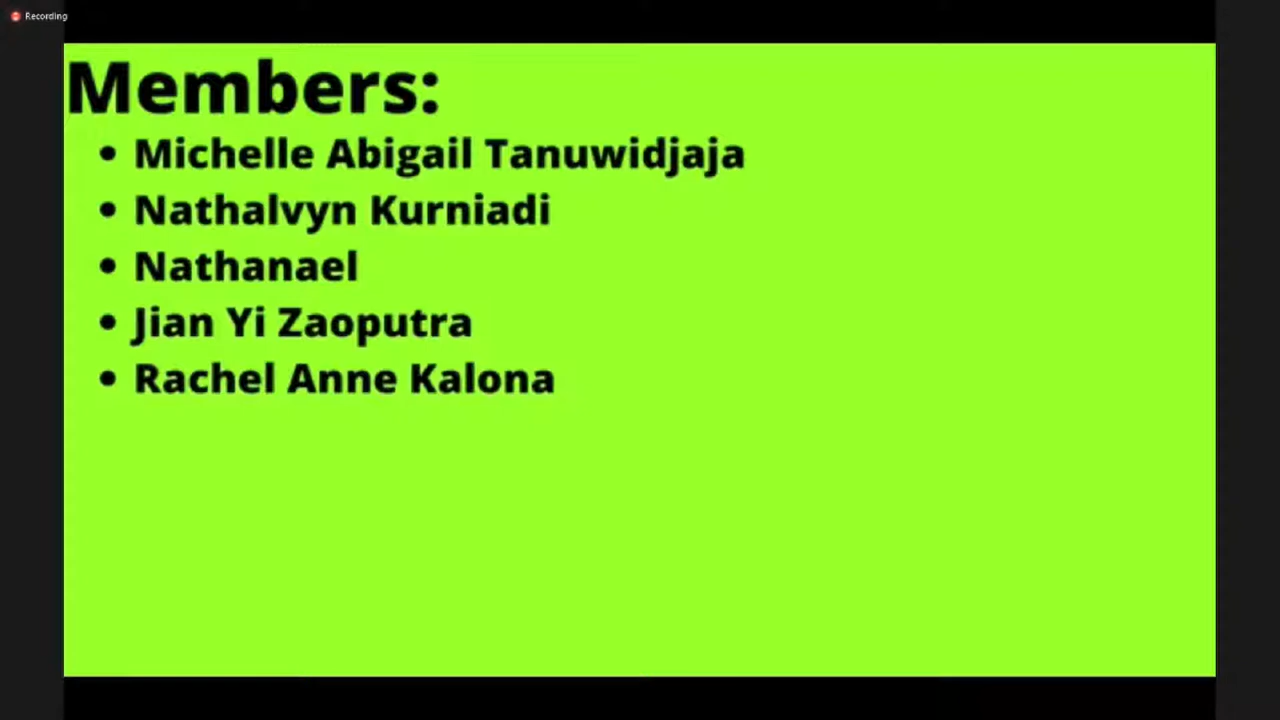 Recording
Members:
• Michelle Abigail Tanuwidjaja
• Nathalvyn Kurniadi
• Nathanael
• Jian Yi Zaoputra
• Rachel Anne Kalona